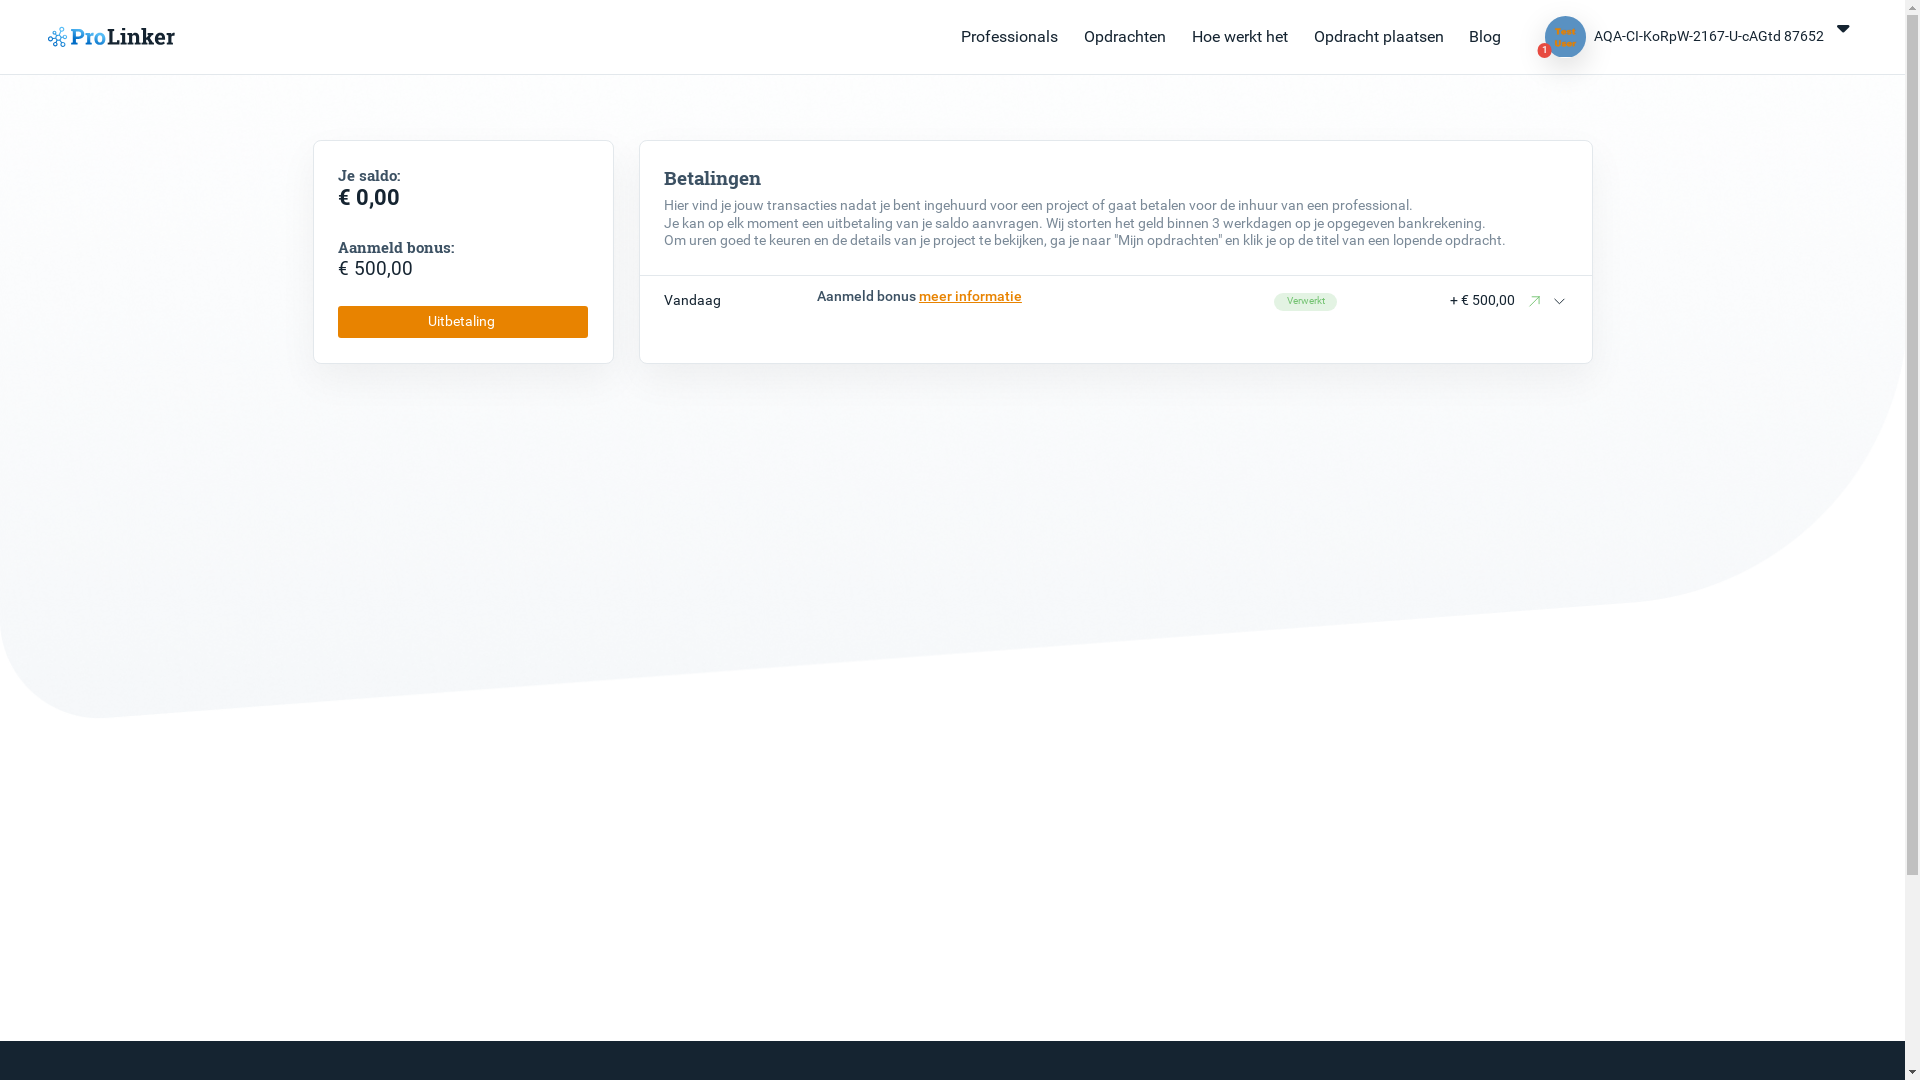 ProLinker
Professionals
Opdrachten
Hoe werkt het
Opdracht plaatsen
Blog
Test
User
1
AQA-CI-KoRpW-2167-U-cAGtd 87652
Je saldo:
€ 0,00
Aanmeld bonus:
€ 500,00
Uitbetaling
Betalingen
Hier vind je jouw transacties nadat je bent ingehuurd voor een project of gaat betalen voor de inhuur van een professional.
Je kan op elk moment een uitbetaling van je saldo aanvragen. Wij storten het geld binnen 3 werkdagen op je opgegeven bankrekening.
Om uren goed te keuren en de details van je project te bekijken, ga je naar "Mijn opdrachten" en klik je op de titel van een lopende opdracht.
Vandaag
Aanmeld bonus meer informatie
Verwerkt
+ € 500,00